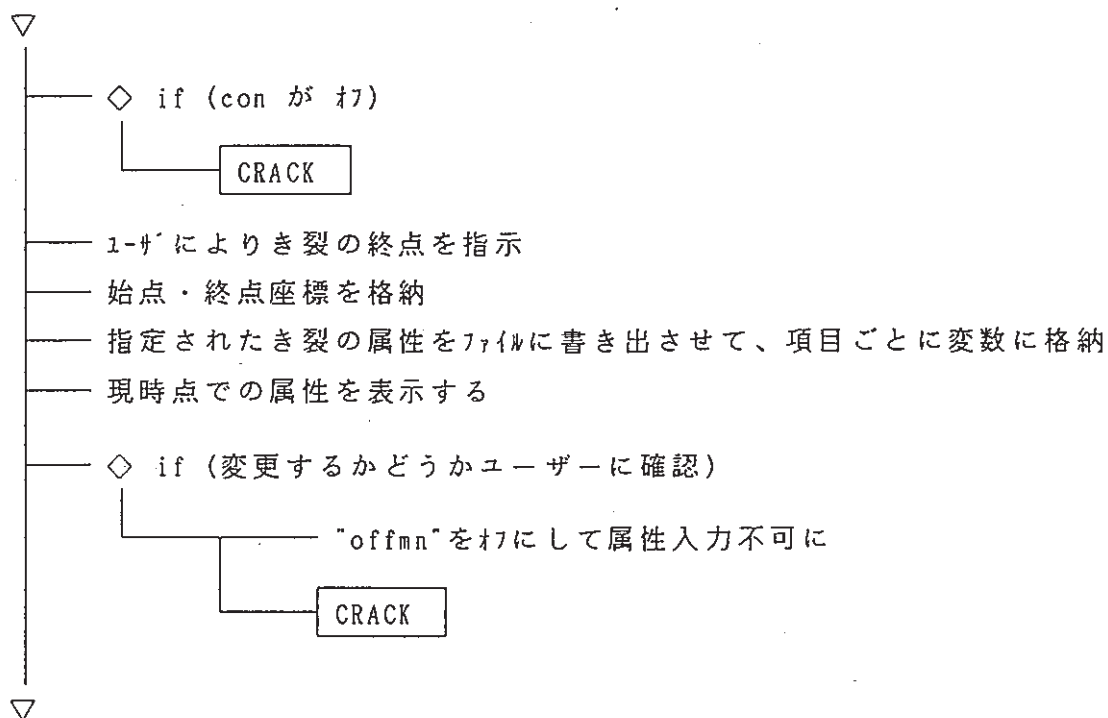 if (con が ｵﾌ)
CRACK
ﾕｰｻﾞによりき裂の終点を指示
始点・終点座標を格納
指定されたき裂の属性をﾌｧｲﾙに書き出させて、項目ごとに変数に格納
現時点での属性を表示する
if (変更するかどうかユーザーに確認)
"offmn"をｵﾌにして属性入力不可に
CRACK